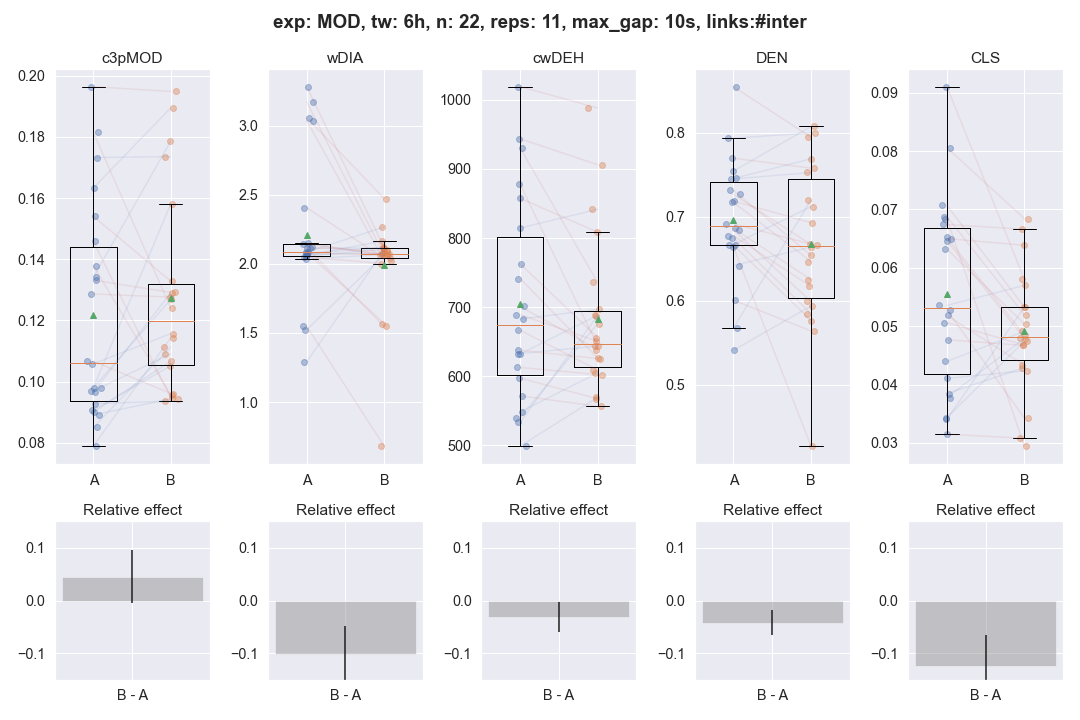 exp: MOD, tw: 6h, n: 22, reps: 11, max_gap: 10s, links:#inter
c3pMOD
0.20
0.18
0.16
0.14
0.12
0.10
0.08
A B
wDIA
3.0
2.5
2.0
1.5
1.0
A B
cwDEH
1000
900
800
700
600
500
A B
DEN
0.8
0.7
0.6
0.5
A B
CLS
0.09
0.08
0.07
0.06
0.05
0.04
0.03
A B
Relative effect
0.1
0.0
−0.1
B - A
Relative effect
0.1
0.0
−0.1
B - A
Relative effect
0.1
0.0
−0.1
B - A
Relative effect
0.1
0.0
−0.1
B - A
Relative effect
0.1
0.0
−0.1
B - A